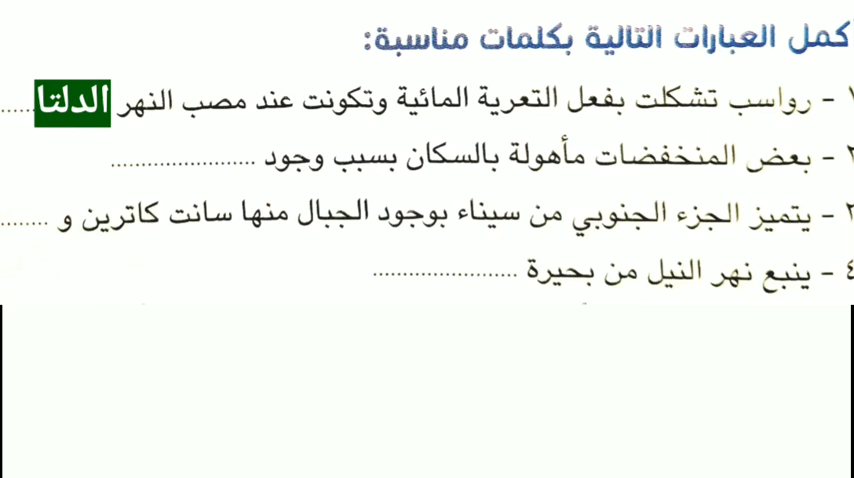 أكمل العبارات التالية بكلمات مناسبة:
١ - رواسب تشكلت بفعل التعرية المائية وتكونت عند مصب النهر الدلتا.....
٢ - بعض المنخفضات مأهولة بالسكان بسبب وجود ........................
٣ - يتميز الجزء الجنوبي من سيناء بوجود الجبال منها سانت كاترين و ........
٤ - ينبع نهر النيل من بحيرة ........................